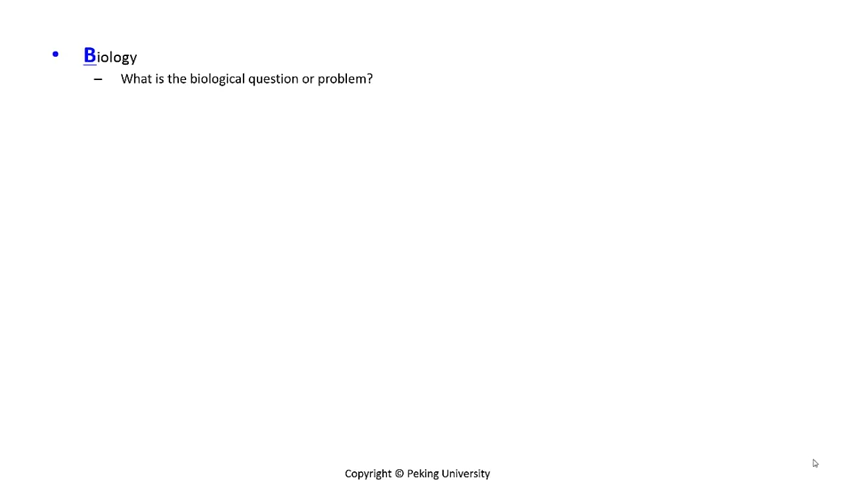 • Biology
– What is the biological question or problem?
Copyright © Peking University